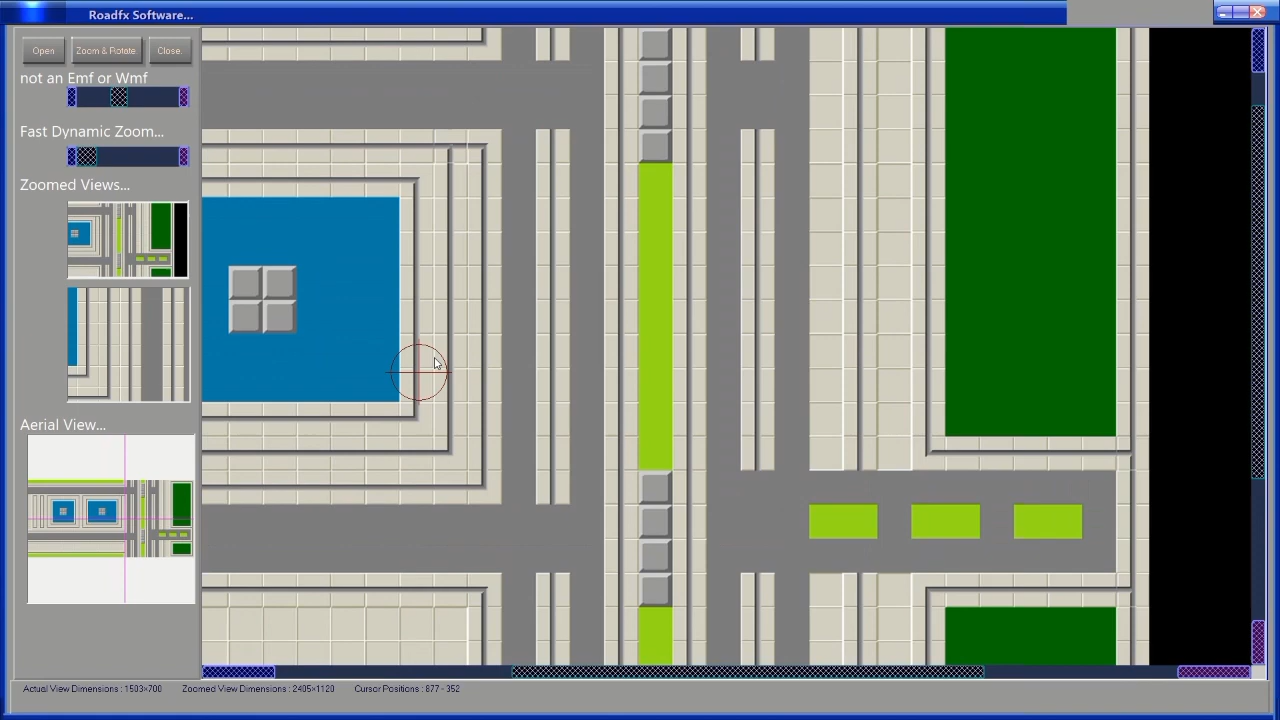 Roadfx Software...
Open Zoom & Rotate Close.
not an Emf or Wmf
Fast Dynamic Zoom...
Zoomed Views...
Aerial View...
Actual View Dimensions : 1503×700 Zoomed View Dimensions : 2405×1120 Cursor Positions : 877 - 352